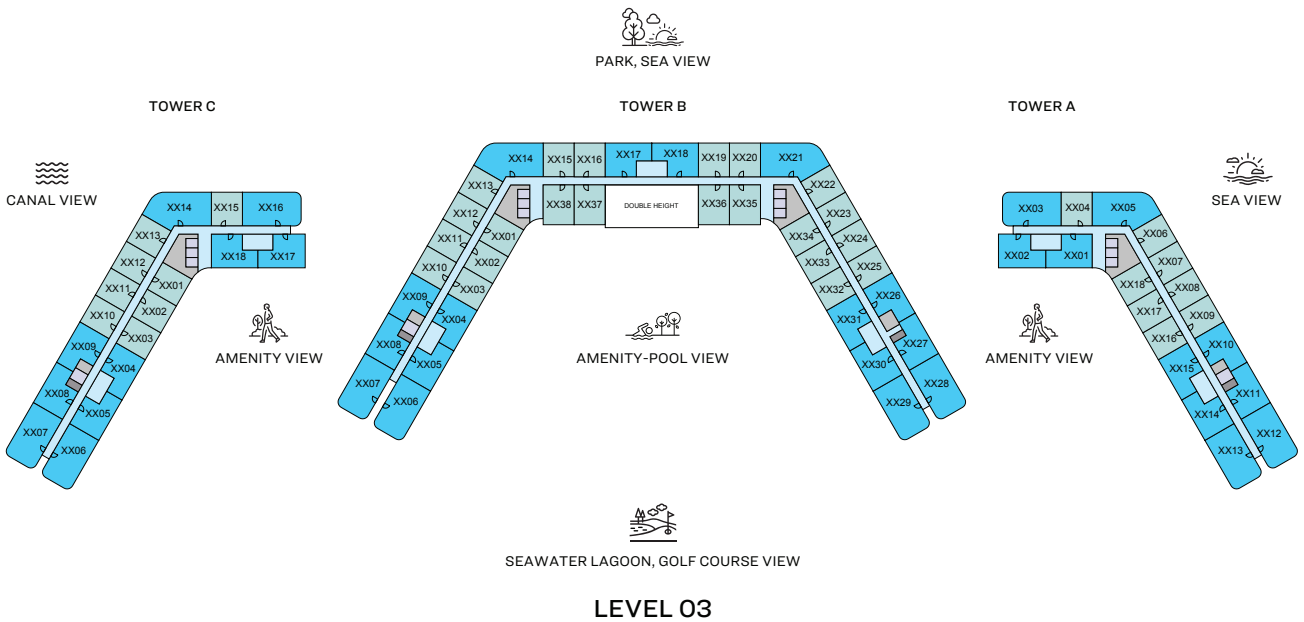 PARK, SEA VIEW
TOWER C
TOWER B
TOWER A
CANAL VIEW
SEA VIEW
XX14
XX15
XX16
XX13
XX12
XX11
XX10
XX09
XX08
XX07
XX18
XX17
XX01
XX02
XX03
XX04
XX05
XX06
AMENITY VIEW
XX14
XX15
XX16
XX17
XX18
XX19
XX20
XX21
XX13
XX12
XX11
XX10
XX09
XX08
XX07
XX38
XX37
DOUBLE HEIGHT
XX36
XX35
XX01
XX02
XX03
XX04
XX05
XX06
XX22
XX23
XX24
XX25
XX26
XX27
XX28
XX34
XX33
XX32
XX31
XX30
XX29
AMENITY-POOL VIEW
XX03
XX04
XX05
XX02
XX01
XX06
XX07
XX08
XX09
XX10
XX11
XX12
XX18
XX17
XX16
XX15
XX14
XX13
AMENITY VIEW
SEAWATER LAGOON, GOLF COURSE VIEW
LEVEL 03